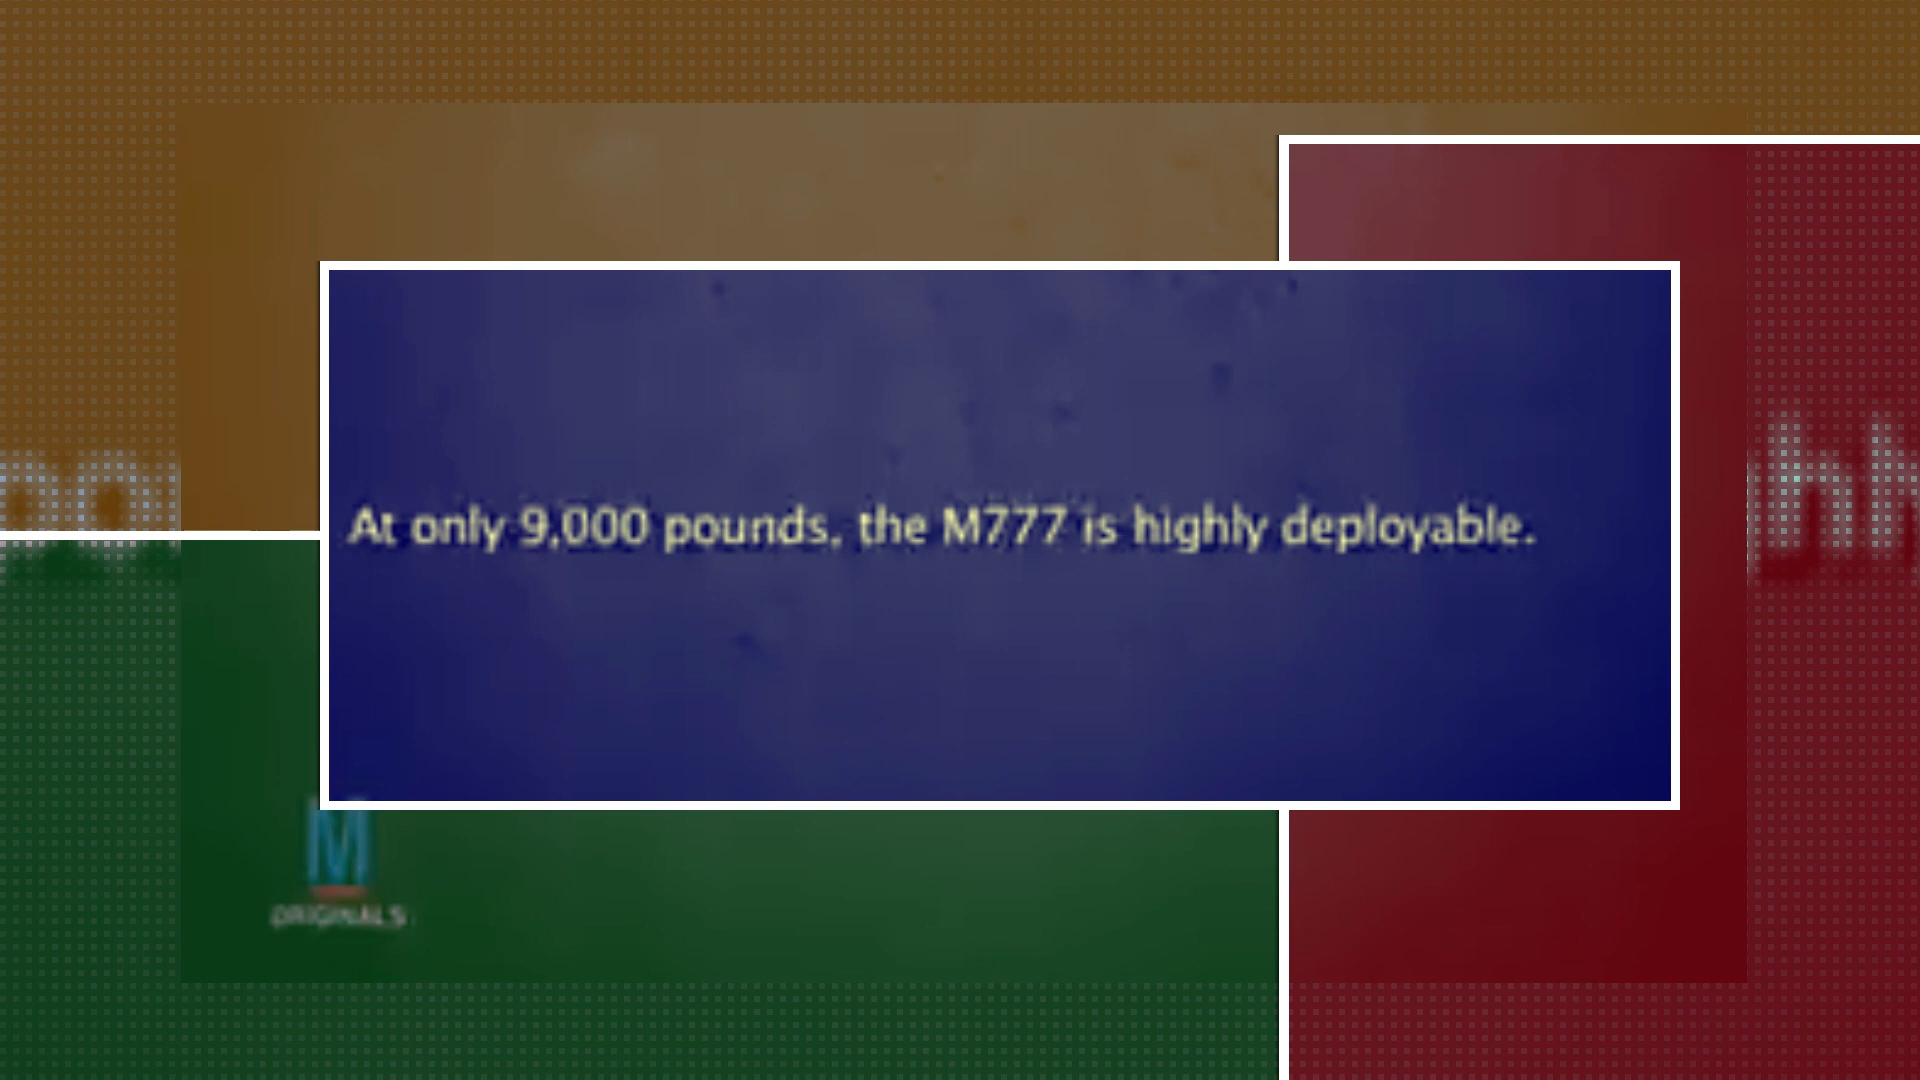 At only 9,000 pounds, the M777 is highly deployable.
M
ORIGINALS